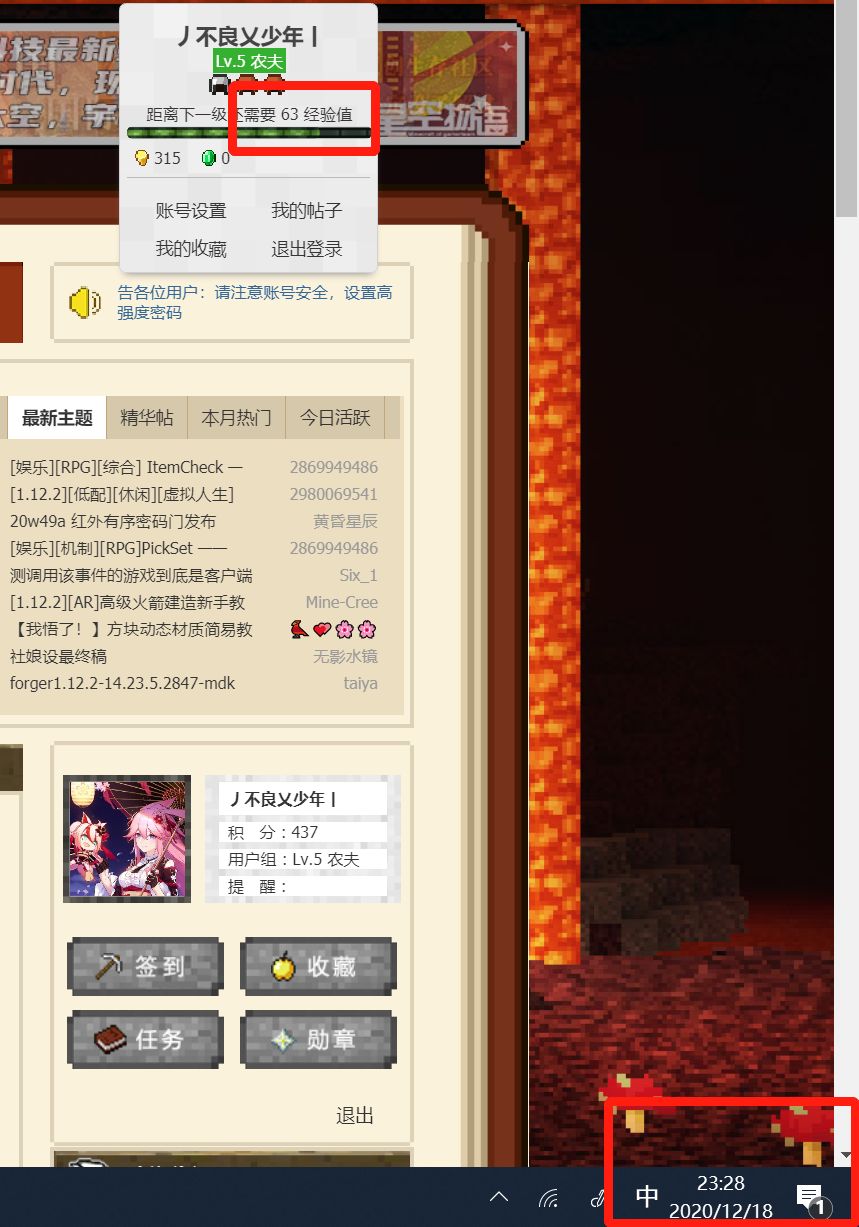 丿不良乂少年丨
Lv.5 农夫
距离下一级还需要 63 经验值
315 0
账号设置 我的帖子
我的收藏 退出登录
生存社区
星空物语
告各位用户：请注意账号安全，设置高
强度密码
最新主题 精华帖 本月热门 今日活跃
[娱乐][RPG][综合] ItemCheck 一 2869949486
[1.12.2][低配][休闲][虚拟人生] 2980069541
20w49a 红外有序密码门发布 黄昏星辰
[娱乐][机制][RPG]PickSet —— 2869949486
测调用该事件的游戏到底是客户端 Six_1
[1.12.2][AR]高级火箭建造新手教 Mine-Cree
【我悟了！】方块动态材质简易教
社娘设最终稿 无影水镜
forger1.12.2-14.23.5.2847-mdk taiya
丿不良乂少年丨
积 分：437
用户组：Lv.5 农夫
提 醒：
签到 收藏
任务 勋章
退出
中 23:28
2020/12/18 1